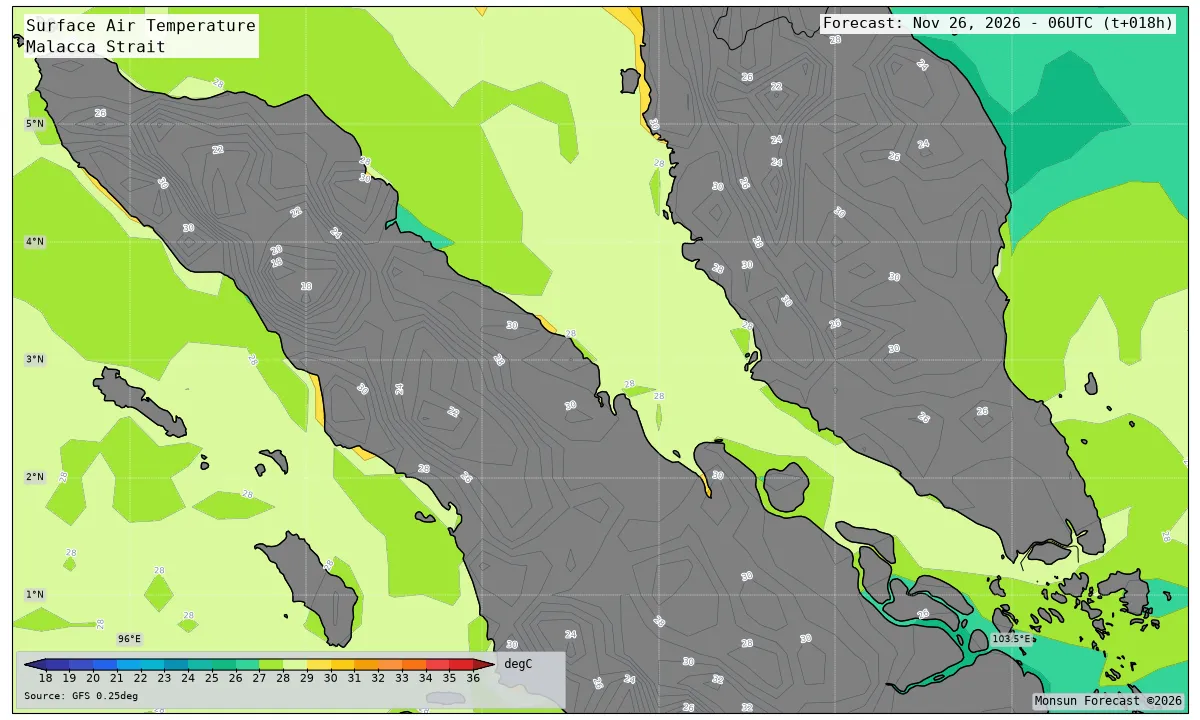 Surface Air Temperature
Malacca Strait
Forecast: Nov 26, 2026 - 06UTC (t+018h)
5°N
4°N
3°N
2°N
1°N
96°E
103.5°E
degC
18 19 20 21 22 23 24 25 26 27 28 29 30 31 32 33 34 35 36
Source: GFS 0.25deg
Monsun Forecast ©2026